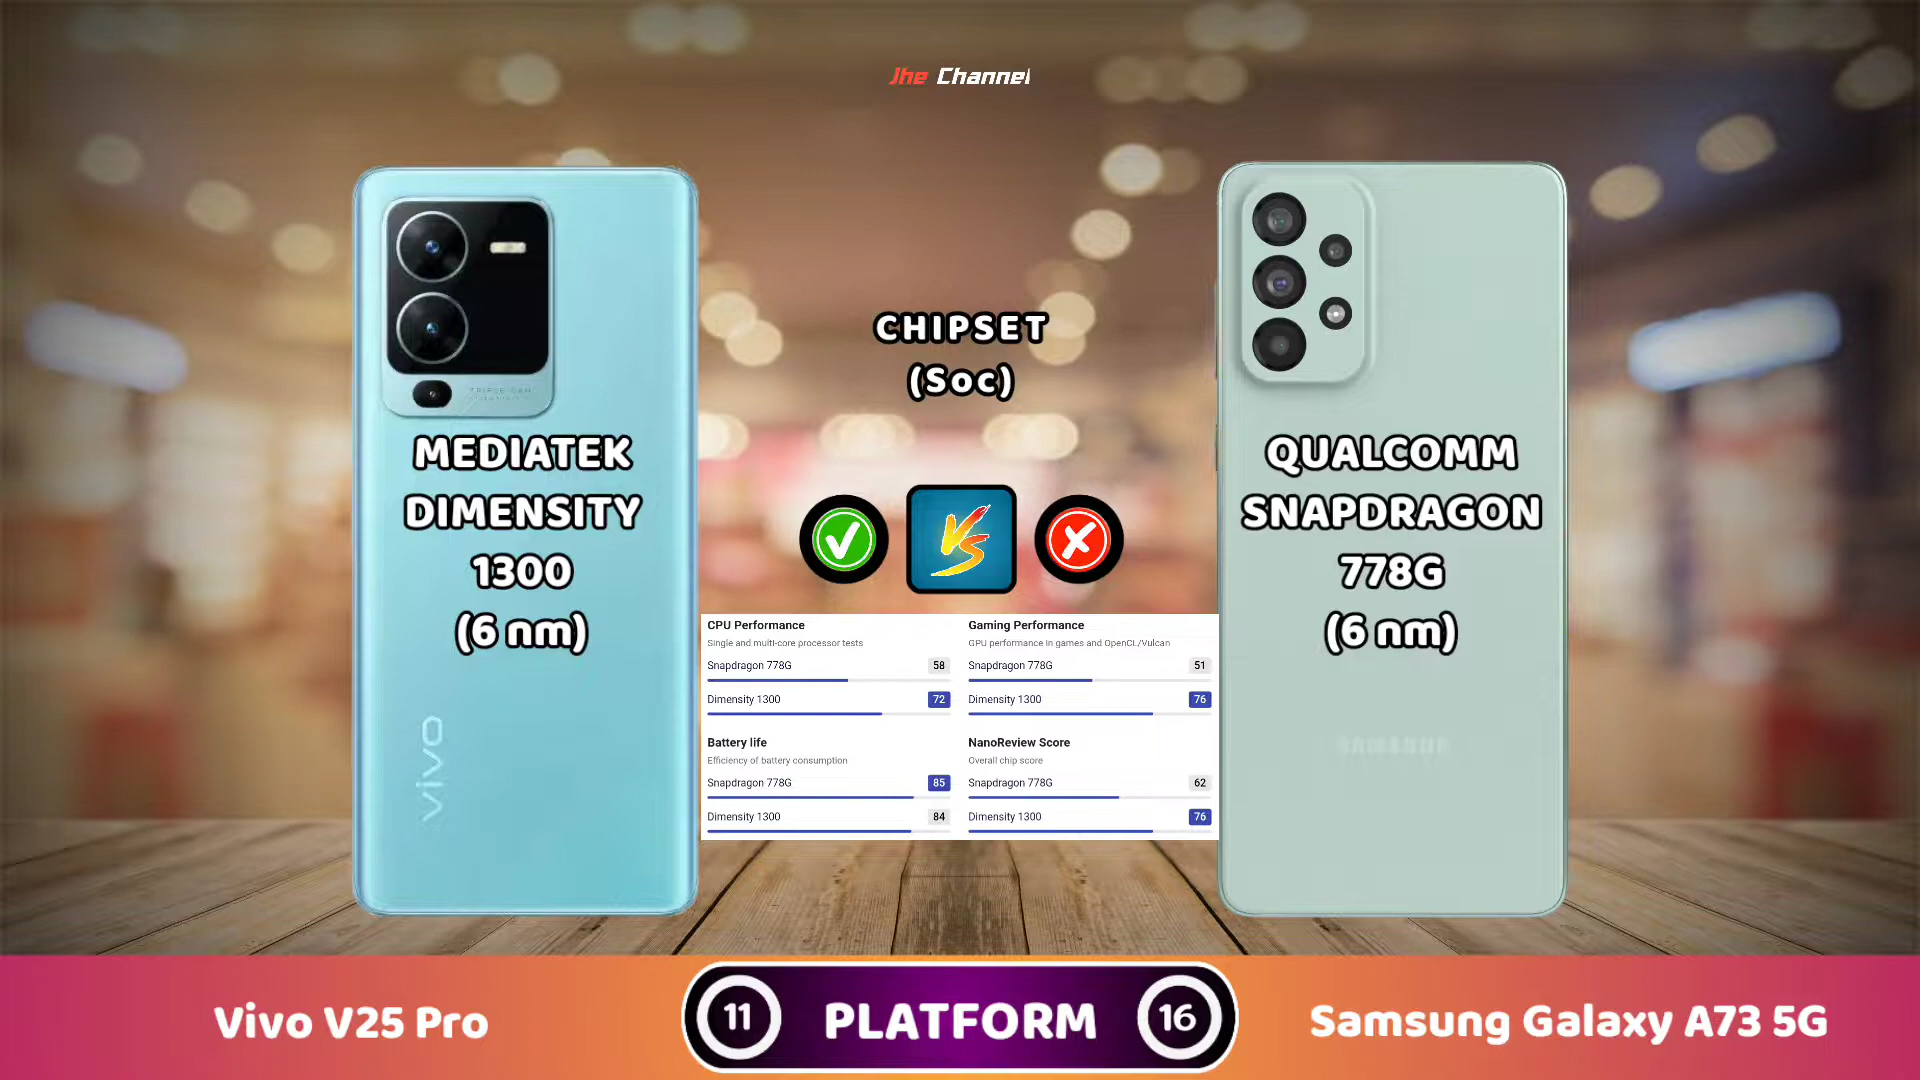 Jhe Channel
CHIPSET
(Soc)
MEDIATEK
DIMENSITY
1300
(6 nm)
vivo
VS
QUALCOMM
SNAPDRAGON
778G
(6 nm)
SAMSUNG
CPU Performance
Single and multi-core processor tests
Snapdragon 778G 58
Dimensity 1300 72
Gaming Performance
GPU performance in games and OpenCL/Vulcan
Snapdragon 778G 51
Dimensity 1300 76
Battery life
Efficiency of battery consumption
Snapdragon 778G 85
Dimensity 1300 84
NanoReview Score
Overall chip score
Snapdragon 778G 62
Dimensity 1300 76
Vivo V25 Pro
11 PLATFORM 16
Samsung Galaxy A73 5G